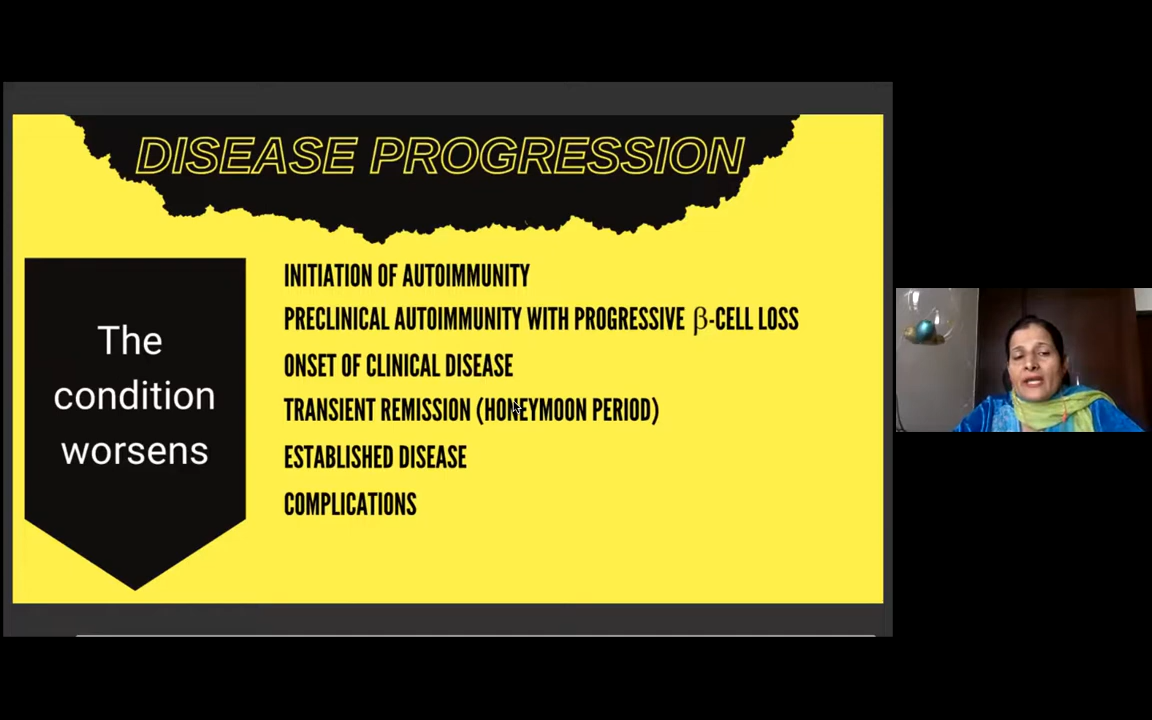 DISEASE PROGRESSION
The
condition
worsens
INITIATION OF AUTOIMMUNITY
PRECLINICAL AUTOIMMUNITY WITH PROGRESSIVE β-CELL LOSS
ONSET OF CLINICAL DISEASE
TRANSIENT REMISSION (HONEYMOON PERIOD)
ESTABLISHED DISEASE
COMPLICATIONS